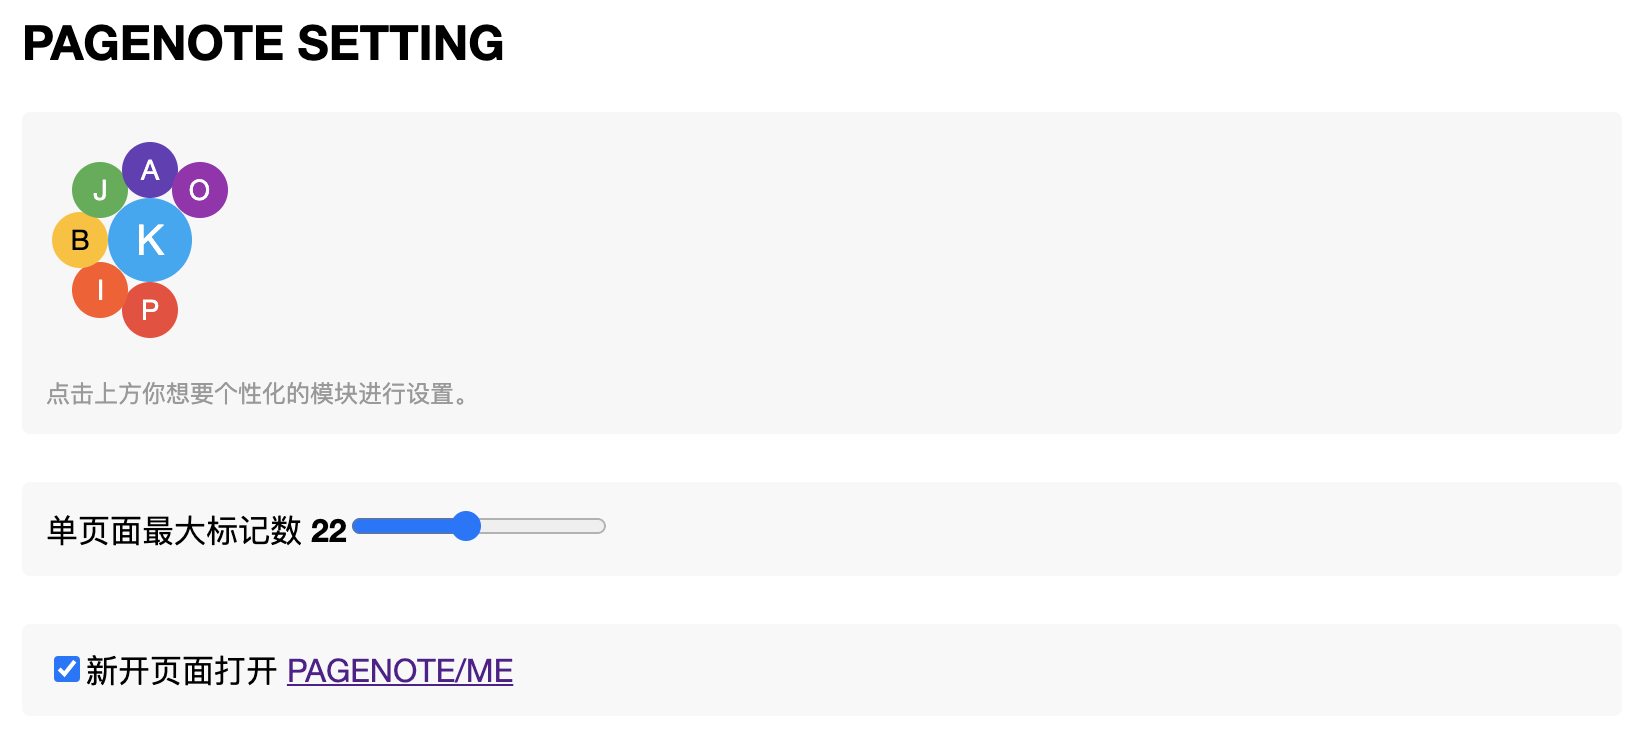 PAGENOTE SETTING
A
J
O
B
K
I
P
点击上方你想要个性化的模块进行设置。
单页面最大标记数 22
新开页面打开 PAGENOTE/ME